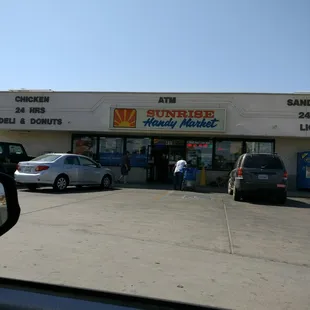 CHICKEN
24 HRS
DELI & DONUTS
ATM
SUNRISE
Handy Market
SAND
24
LI